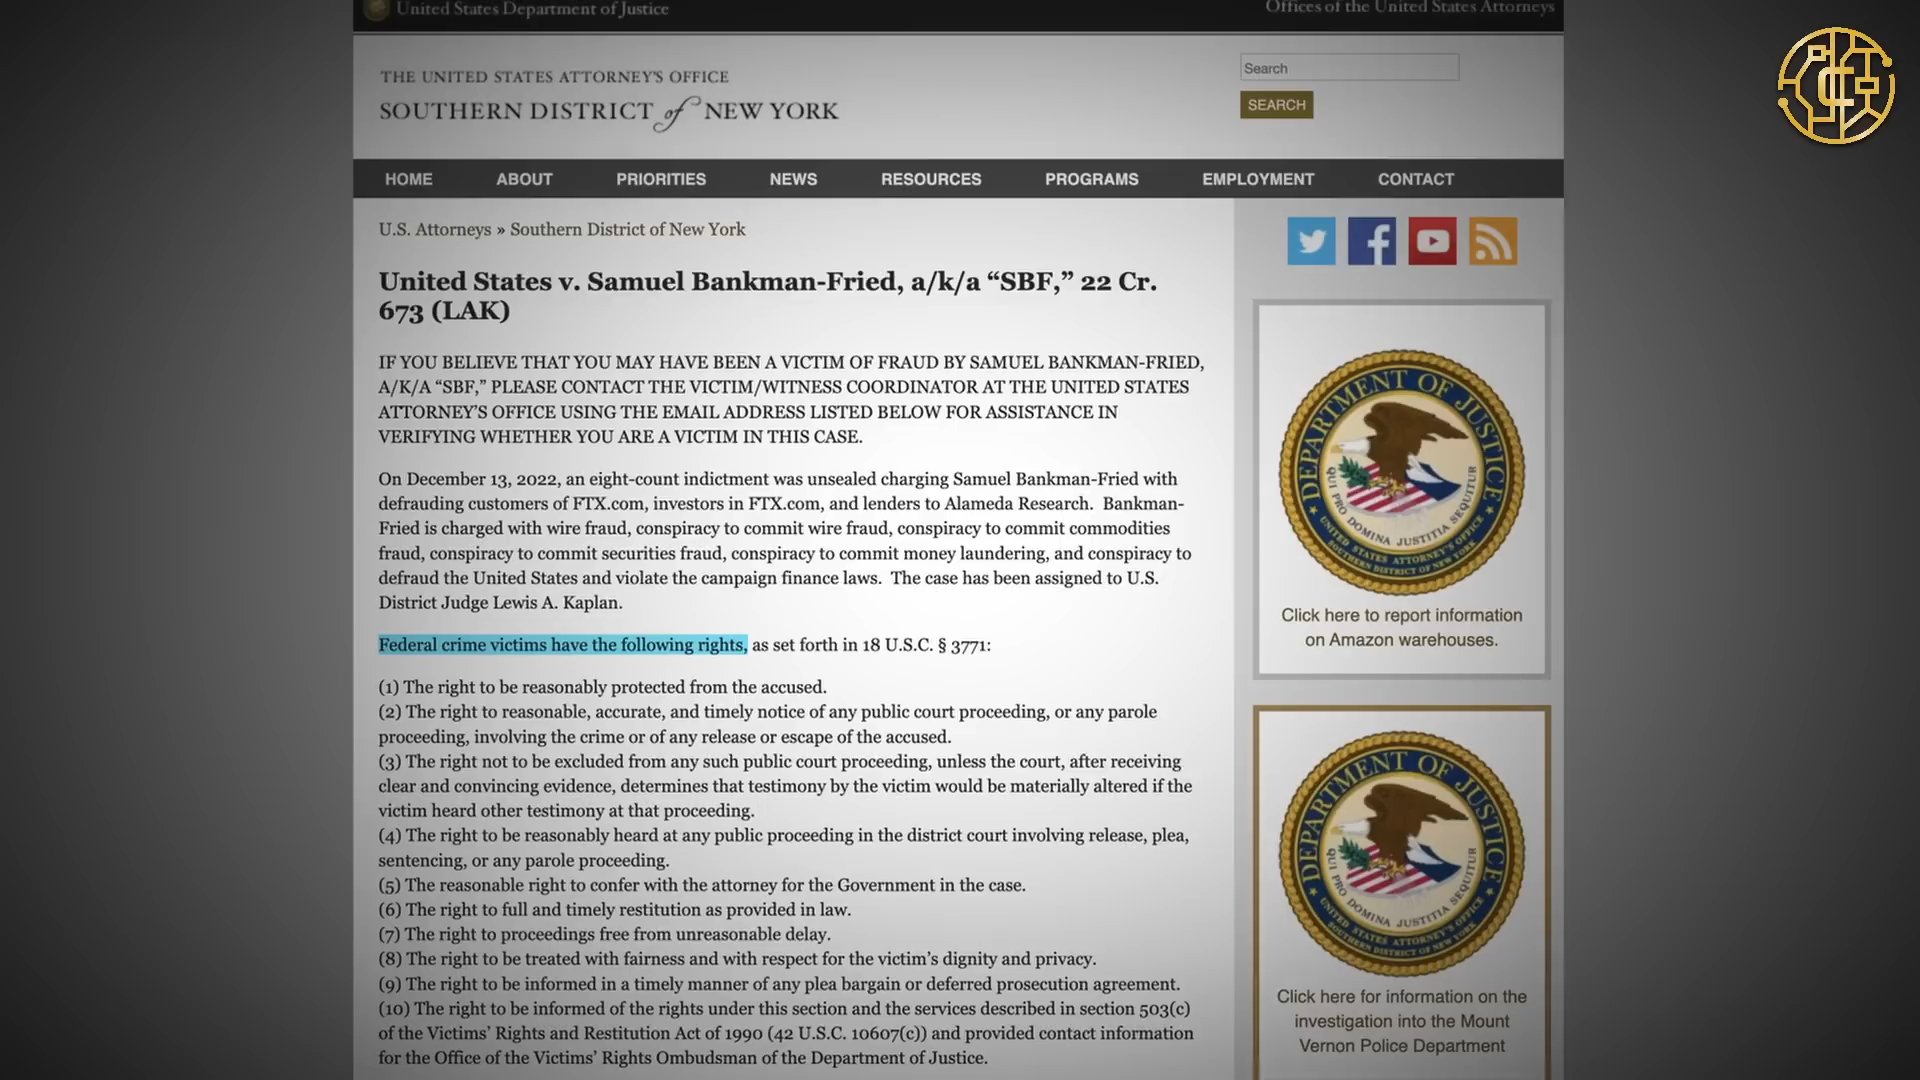 United States Department of Justice
Offices of the United States Attorneys
THE UNITED STATES ATTORNEY'S OFFICE
SOUTHERN DISTRICT of NEW YORK
Search
SEARCH
HOME ABOUT PRIORITIES NEWS RESOURCES PROGRAMS EMPLOYMENT CONTACT
U.S. Attorneys » Southern District of New York
United States v. Samuel Bankman-Fried, a/k/a “SBF,” 22 Cr.
673 (LAK)
IF YOU BELIEVE THAT YOU MAY HAVE BEEN A VICTIM OF FRAUD BY SAMUEL BANKMAN-FRIED,
A/K/A “SBF,” PLEASE CONTACT THE VICTIM/WITNESS COORDINATOR AT THE UNITED STATES
ATTORNEY’S OFFICE USING THE EMAIL ADDRESS LISTED BELOW FOR ASSISTANCE IN
VERIFYING WHETHER YOU ARE A VICTIM IN THIS CASE.
On December 13, 2022, an eight-count indictment was unsealed charging Samuel Bankman-Fried with
defrauding customers of FTX.com, investors in FTX.com, and lenders to Alameda Research.  Bankman-
Fried is charged with wire fraud, conspiracy to commit wire fraud, conspiracy to commit commodities
fraud, conspiracy to commit securities fraud, conspiracy to commit money laundering, and conspiracy to
defraud the United States and violate the campaign finance laws.  The case has been assigned to U.S.
District Judge Lewis A. Kaplan.
Federal crime victims have the following rights, as set forth in 18 U.S.C. § 3771:
(1) The right to be reasonably protected from the accused.
(2) The right to reasonable, accurate, and timely notice of any public court proceeding, or any parole
proceeding, involving the crime or of any release or escape of the accused.
(3) The right not to be excluded from any such public court proceeding, unless the court, after receiving
clear and convincing evidence, determines that testimony by the victim would be materially altered if the
victim heard other testimony at that proceeding.
(4) The right to be reasonably heard at any public proceeding in the district court involving release, plea,
sentencing, or any parole proceeding.
(5) The reasonable right to confer with the attorney for the Government in the case.
(6) The right to full and timely restitution as provided in law.
(7) The right to proceedings free from unreasonable delay.
(8) The right to be treated with fairness and with respect for the victim’s dignity and privacy.
(9) The right to be informed in a timely manner of any plea bargain or deferred prosecution agreement.
(10) The right to be informed of the rights under this section and the services described in section 503(c)
of the Victims’ Rights and Restitution Act of 1990 (42 U.S.C. 10607(c)) and provided contact information
for the Office of the Victims’ Rights Ombudsman of the Department of Justice.
DEPARTMENT OF JUSTICE
QUI PRO DOMINA JUSTITIA SEQUITUR
UNITED STATES ATTORNEY'S OFFICE
SOUTHERN DISTRICT OF NEW YORK
Click here to report information
on Amazon warehouses.
DEPARTMENT OF JUSTICE
QUI PRO DOMINA JUSTITIA SEQUITUR
UNITED STATES ATTORNEY'S OFFICE
SOUTHERN DISTRICT OF NEW YORK
Click here for information on the
investigation into the Mount
Vernon Police Department